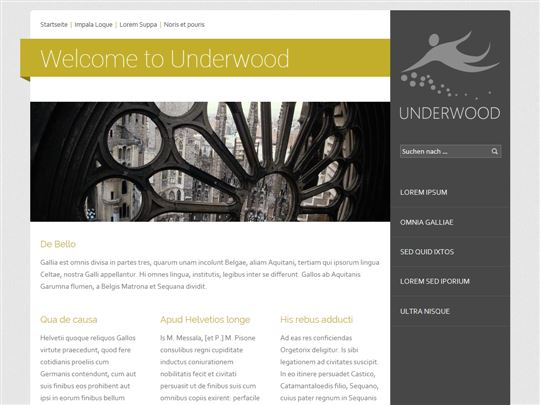 Startseite | Impala Loque | Lorem Suppa | Noris et pouris
Welcome to Underwood
UNDERWOOD
Suchen nach ...
LOREM IPSUM
OMNIA GALLIAE
SED QUID IXTOS
LOREM SED IPORIUM
ULTRA NISQUE
De Bello
Gallia est omnis divisa in partes tres, quarum unam incolunt Belgae, aliam Aquitani, tertiam qui ipsorum lingua
Celtae, nostra Galli appellantur. Hi omnes lingua, institutis, legibus inter se differunt. Gallos ab Aquitanis
Garumna flumen, a Belgis Matrona et Sequana dividit.
Qua de causa
Helvetii quoque reliquos Gallos
virtute praecedunt, quod fere
cotidianis proeliis cum
Germanis contendunt, cum aut
suis finibus eos prohibent aut
ipsi in eorum finibus bellum
Apud Helvetios longe
Is M. Messala, [et P.] M. Pisone
consulibus regni cupiditate
inductus coniurationem
nobilitatis fecit et civitati
persuasit ut de finibus suis cum
omnibus copiis exirent: perfacile
His rebus adducti
Ad eas res conficiendas
Orgetorix deligitur. Is sibi
legationem ad civitates suscipit.
In eo itinere persuadet Castico,
Catamantaloedis filio, Sequano,
cuius pater regnum in Sequanis